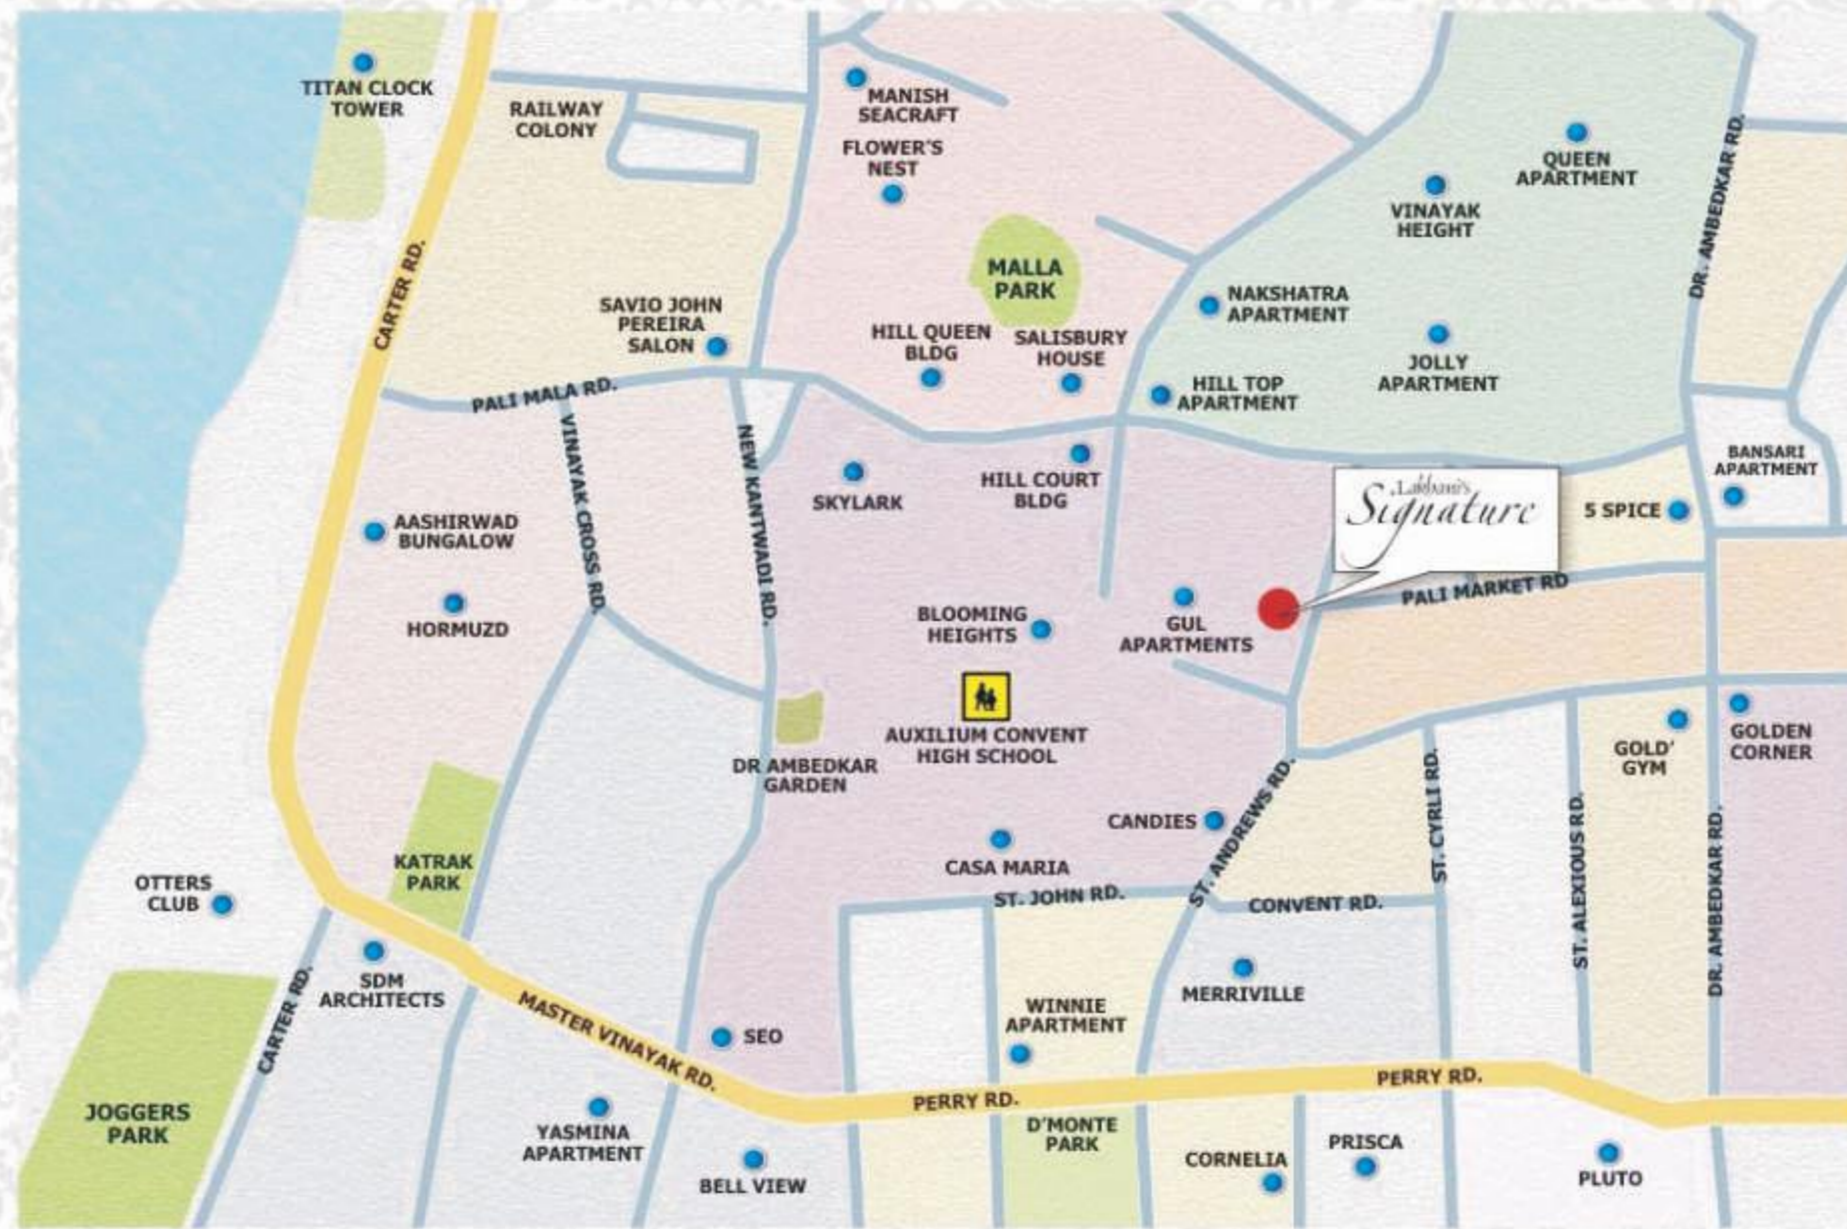 TITAN CLOCK
TOWER
RAILWAY
COLONY
MANISH
SEACRAFT
FLOWER'S
NEST
QUEEN
APARTMENT
VINAYAK
HEIGHT
DR. AMBEDKAR RD.
CARTER RD.
MALLA
PARK
NAKSHATRA
APARTMENT
SAVIO JOHN
PEREIRA
SALON
HILL QUEEN
BLDG
SALISBURY
HOUSE
JOLLY
APARTMENT
HILL TOP
APARTMENT
PALI MALA RD.
VINAYAK CROSS RD.
NEW KANTWADI RD.
SKYLARK
HILL COURT
BLDG
Lakhani's
Signature
5 SPICE
BANSARI
APARTMENT
AASHIRWAD
BUNGALOW
HORMUZD
BLOOMING
HEIGHTS
GUL
APARTMENTS
PALI MARKET RD
AUXILIUM CONVENT
HIGH SCHOOL
DR AMBEDKAR
GARDEN
GOLD'
GYM
GOLDEN
CORNER
CANDIES
ST. ANDREWS RD.
ST. CYRLI RD.
ST. ALEXIOUS RD.
DR. AMBEDKAR RD.
CASA MARIA
KATRAK
PARK
OTTERS
CLUB
ST. JOHN RD.
CONVENT RD.
SDM
ARCHITECTS
CARTER RD.
MERRIVILLE
WINNIE
APARTMENT
MASTER VINAYAK RD.
SEO
PERRY RD.
PERRY RD.
JOGGERS
PARK
YASMINA
APARTMENT
BELL VIEW
D'MONTE
PARK
CORNELIA
PRISCA
PLUTO